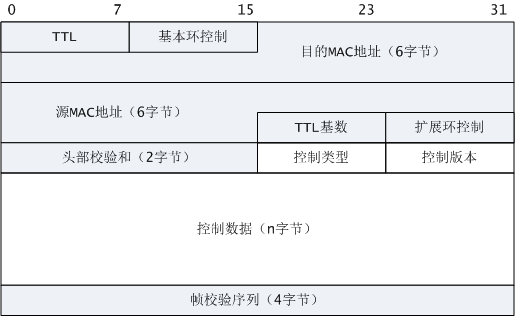 0 7 15 23 31
TTL 基本环控制 目的MAC地址（6字节）
源MAC地址（6字节）
TTL基数 扩展环控制
头部校验和（2字节） 控制类型 控制版本
控制数据（n字节）
帧校验序列（4字节）